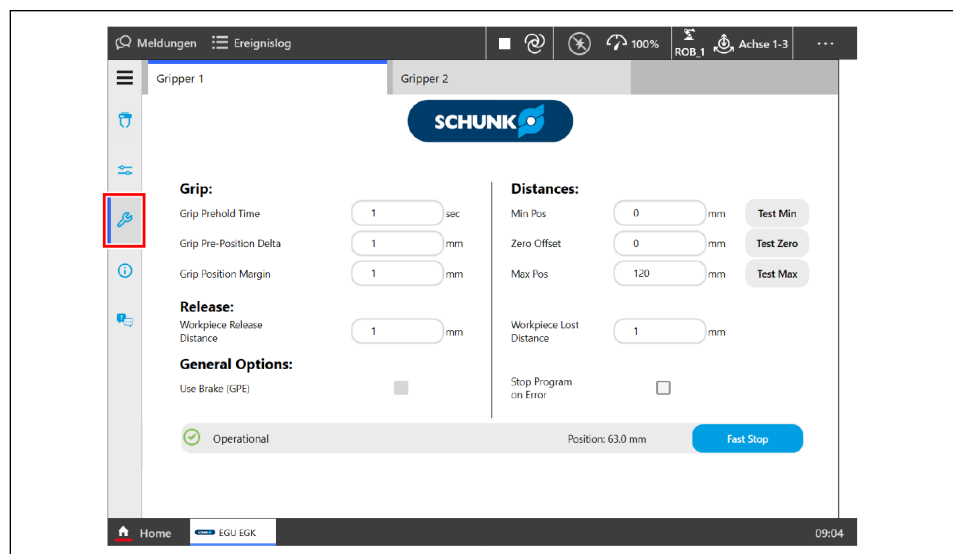 Meldungen Ereignislog 100% ROB_1 Achse 1-3 ...
Gripper 1 Gripper 2
SCHUNK
Grip:
Grip Prehold Time 1 sec
Grip Pre-Position Delta 1 mm
Grip Position Margin 1 mm
Release:
Workpiece Release
Distance 1 mm
General Options:
Use Brake (GPE)
Distances:
Min Pos 0 mm Test Min
Zero Offset 0 mm Test Zero
Max Pos 120 mm Test Max
Workpiece Lost
Distance 1 mm
Stop Program
on Error
Operational Position: 63.0 mm Fast Stop
Home SCHUNK EGU EGK 09:04